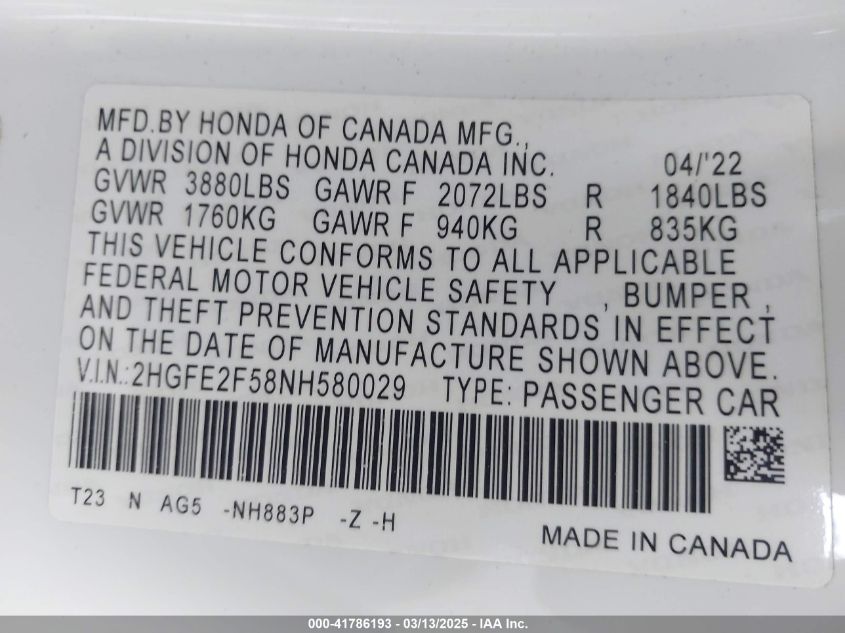 MFD.BY HONDA OF CANADA MFG.,
A DIVISION OF HONDA CANADA INC. 04/'22
GVWR 3880LBS GAWR F 2072LBS R 1840LBS
GVWR 1760KG GAWR F 940KG R 835KG
THIS VEHICLE CONFORMS TO ALL APPLICABLE
FEDERAL MOTOR VEHICLE SAFETY , BUMPER ,
AND THEFT PREVENTION STANDARDS IN EFFECT
ON THE DATE OF MANUFACTURE SHOWN ABOVE.
V.I.N.:2HGFE2F58NH580029 TYPE: PASSENGER CAR
T23 N AG5 -NH883P -Z -H
MADE IN CANADA
000-41786193 - 03/13/2025 - IAA Inc.